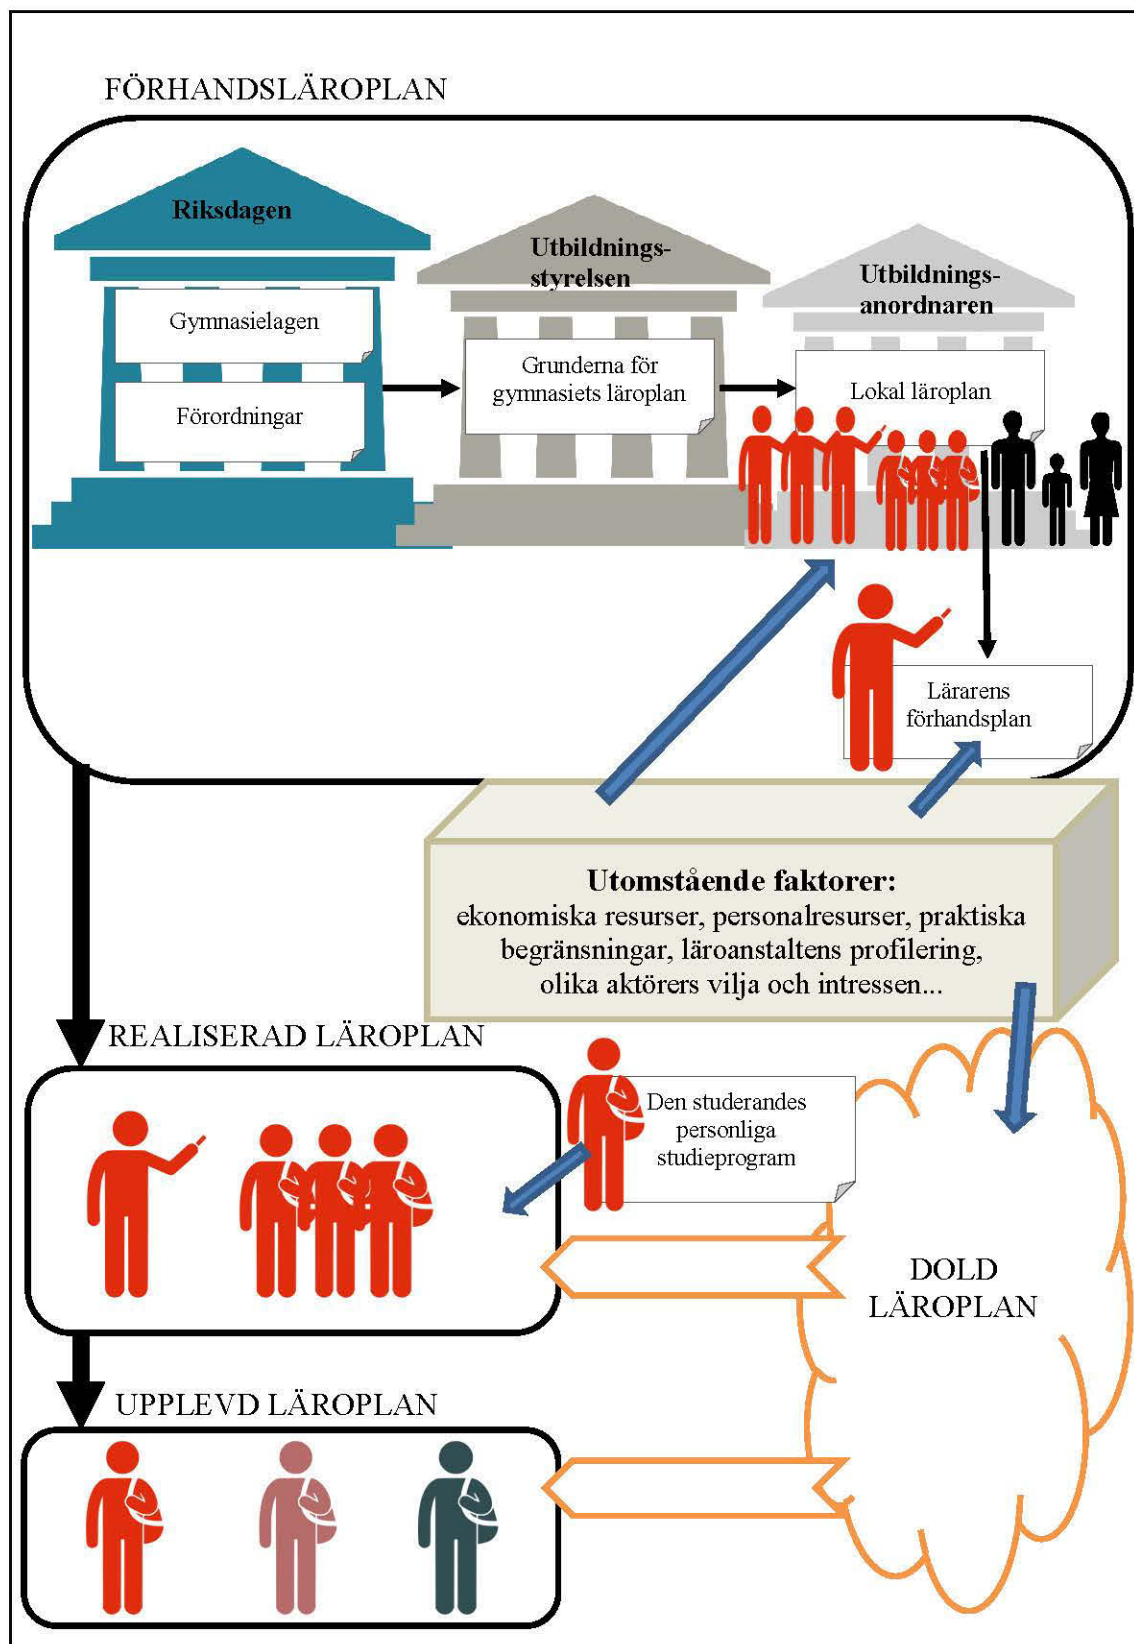 FÖRHANDSLÄROPLAN
Riksdagen
Gymnasielagen
Förordningar
Utbildnings-
styrelsen
Grunderna för
gymnasiets läroplan
Utbildnings-
anordnaren
Lokal läroplan
Lärarens
förhandsplan
Utomstående faktorer:
ekonomiska resurser, personalresurser, praktiska
begränsningar, läroanstaltens profilering,
olika aktörers vilja och intressen...
REALISERAD LÄROPLAN
Den studerandes
personliga
studieprogram
DOLD
LÄROPLAN
UPPLEVD LÄROPLAN